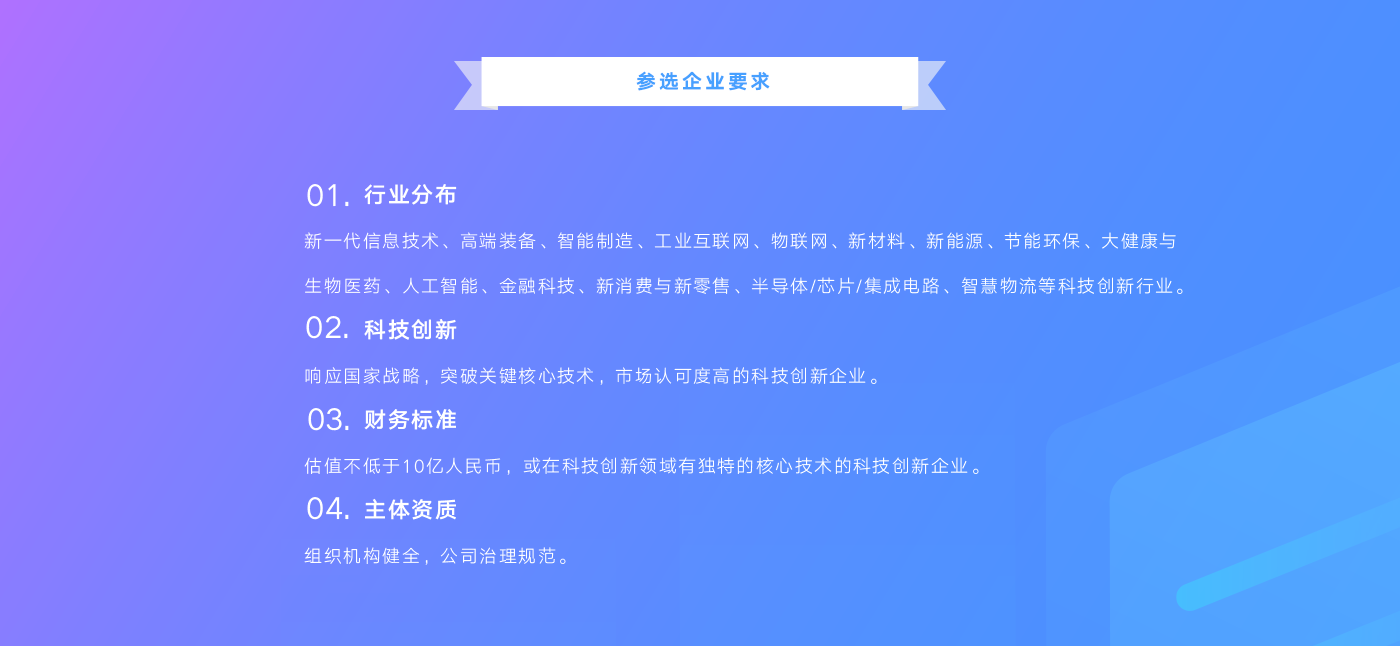 参选企业要求
01. 行业分布
新一代信息技术、高端装备、智能制造、工业互联网、物联网、新材料、新能源、节能环保、大健康与
生物医药、人工智能、金融科技、新消费与新零售、半导体/芯片/集成电路、智慧物流等科技创新行业。
02. 科技创新
响应国家战略，突破关键核心技术，市场认可度高的科技创新企业。
03. 财务标准
估值不低于10亿人民币，或在科技创新领域有独特的核心技术的科技创新企业。
04. 主体资质
组织机构健全，公司治理规范。